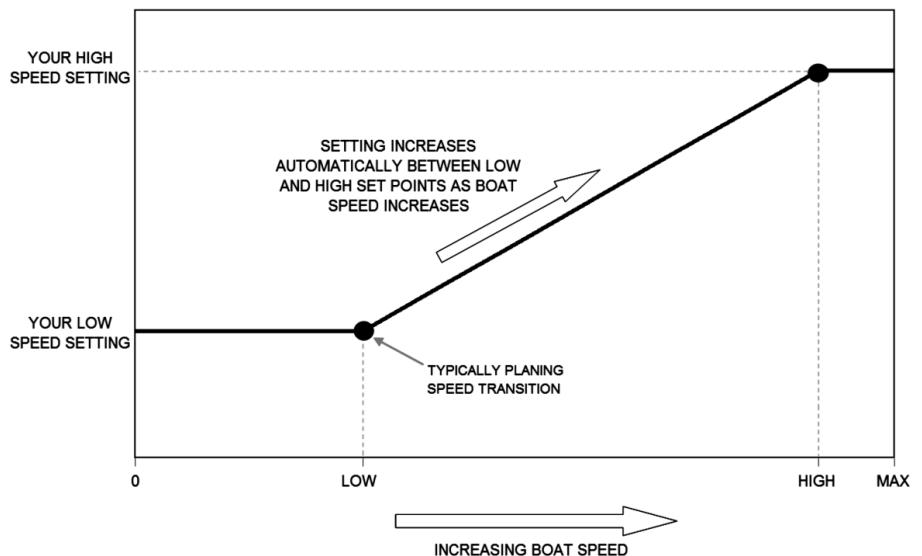 YOUR HIGH
SPEED SETTING
SETTING INCREASES
AUTOMATICALLY BETWEEN LOW
AND HIGH SET POINTS AS BOAT
SPEED INCREASES
YOUR LOW
SPEED SETTING
TYPICALLY PLANING
SPEED TRANSITION
0 LOW HIGH MAX
INCREASING BOAT SPEED